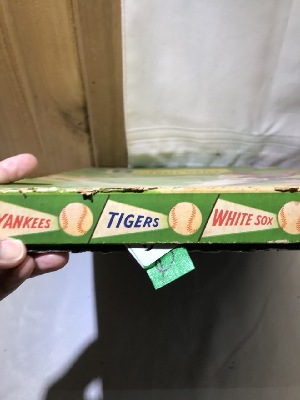 YANKEES TIGERS WHITE SOX